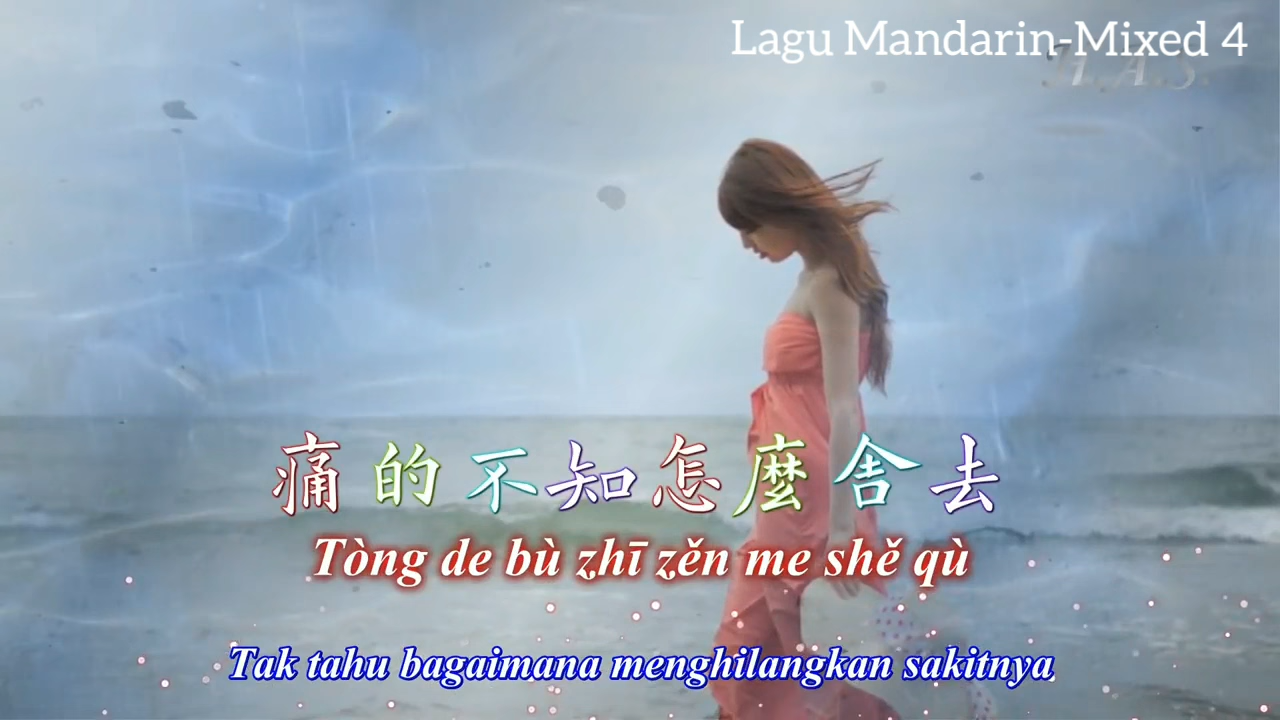 Lagu Mandarin-Mixed 4
痛的不知怎麼舍去
Tòng de bù zhī zěn me shě qù
Tak tahu bagaimana menghilangkan sakitnya